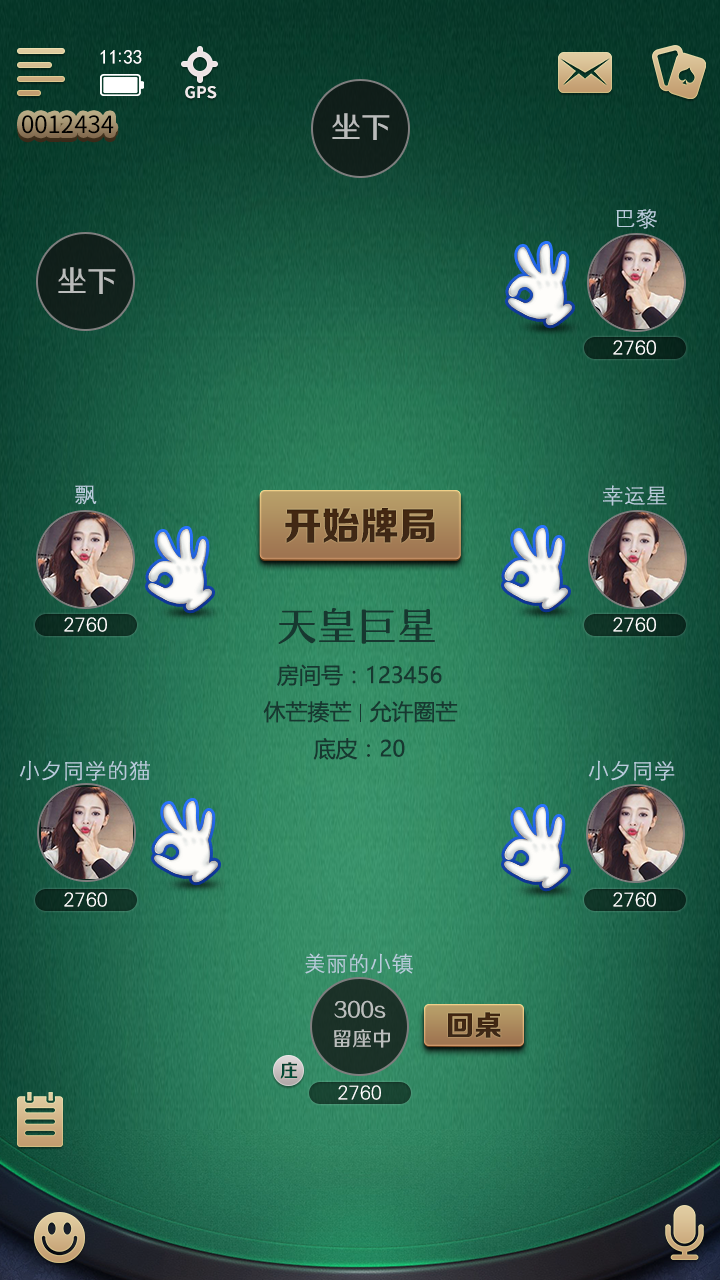 11:33
GPS
0012434
坐下
坐下
巴黎
2760
飘
2760
幸运星
2760
开始牌局
天皇巨星
房间号：123456
休芒揍芒 | 允许圈芒
底皮：20
小夕同学的猫
2760
小夕同学
2760
美丽的小镇
300s
留座中
回桌
庄
2760